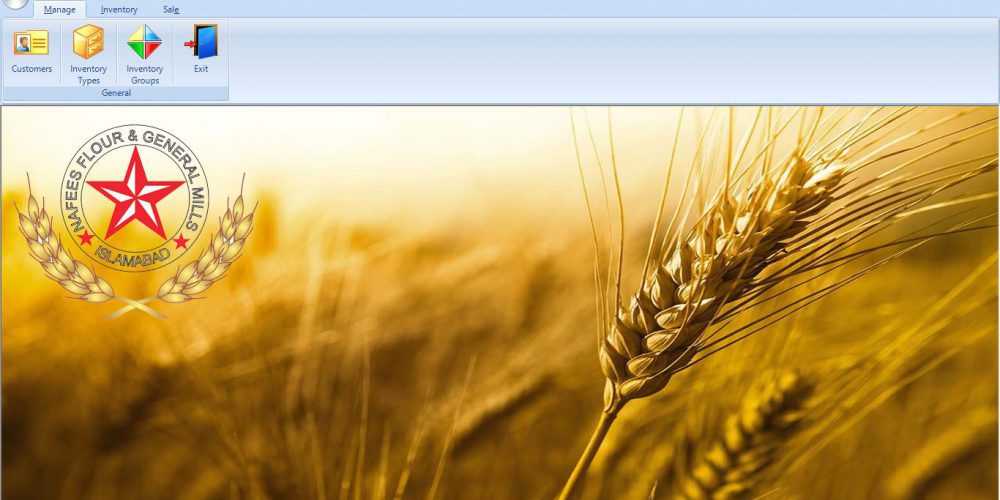 Manage Inventory Sale
Customers
Inventory
Types
Inventory
Groups
Exit
General
NAFEES FLOUR & GENERAL MILLS
ISLAMABAD